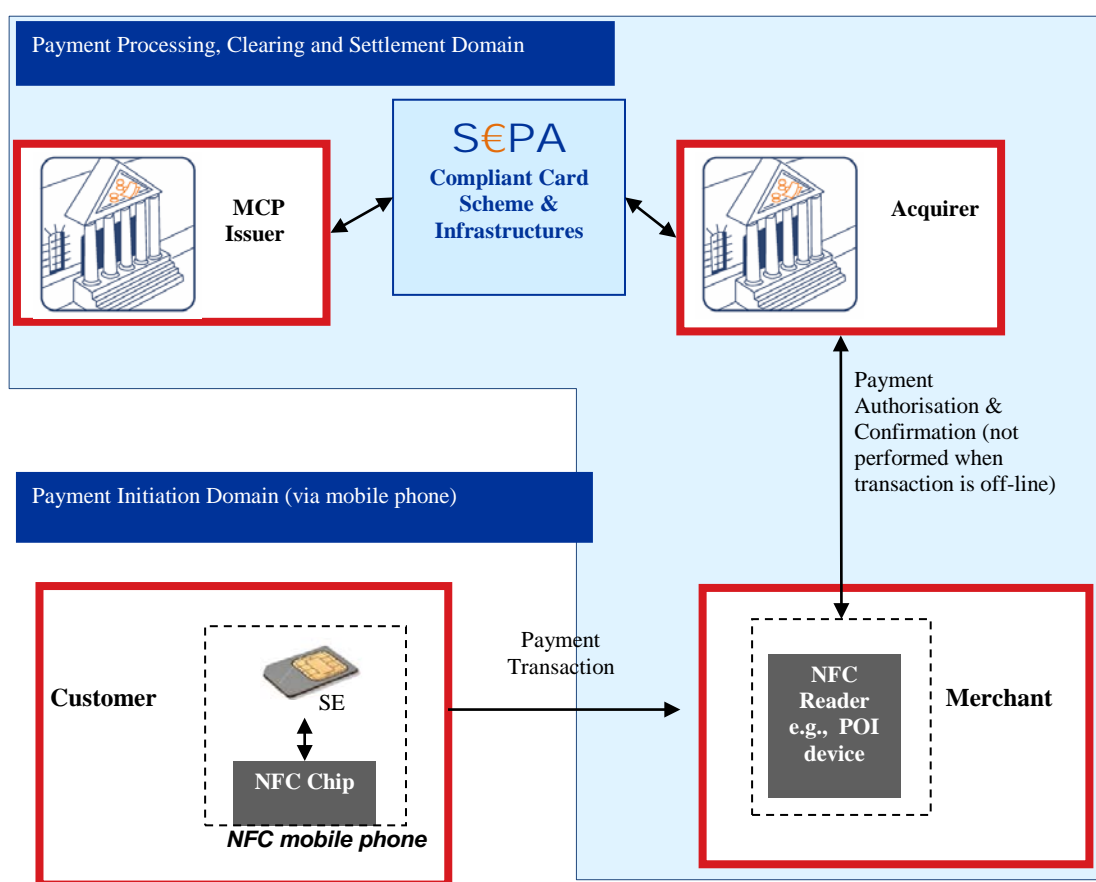 Payment Processing, Clearing and Settlement Domain
S€PA
Compliant Card
Scheme &
Infrastructures
MCP
Issuer
Acquirer
Payment
Authorisation &
Confirmation (not
performed when
transaction is off-line)
Payment Initiation Domain (via mobile phone)
Customer
SE
NFC Chip
NFC mobile phone
Payment
Transaction
NFC
Reader
e.g., POI
device
Merchant